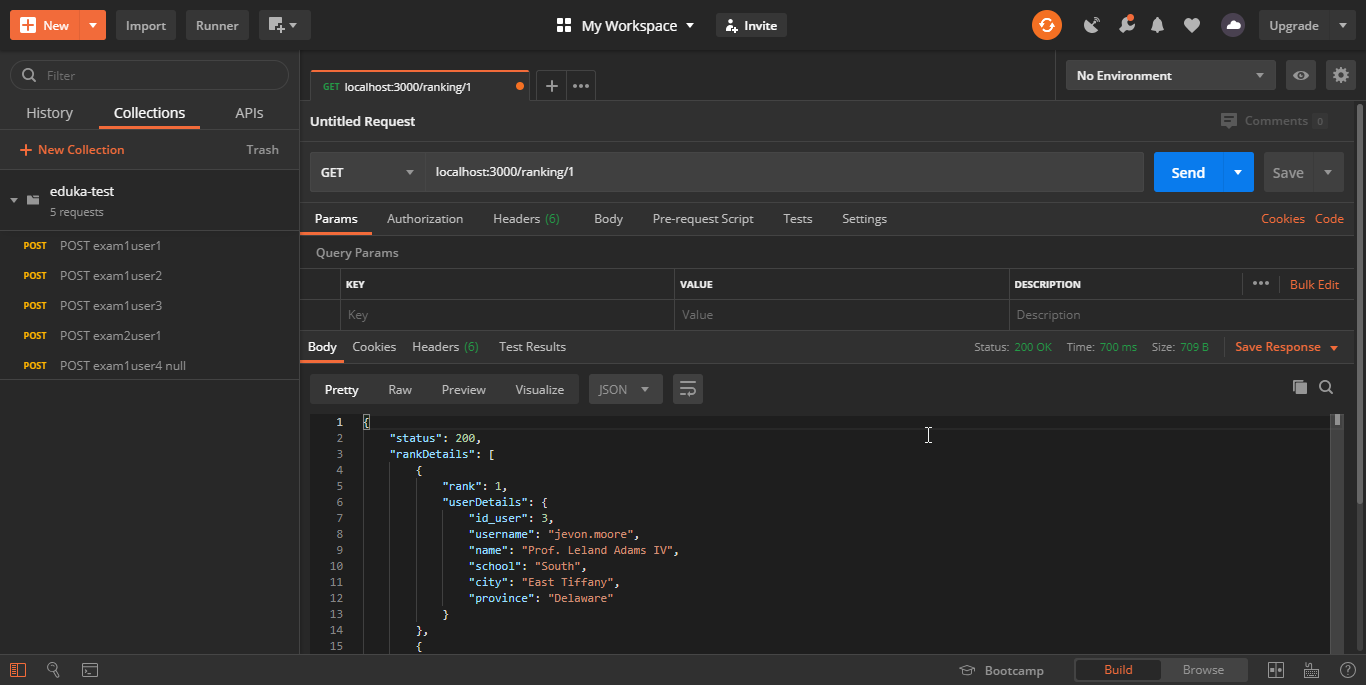 New
Import
Runner
My Workspace
Invite
Upgrade
Filter
History
Collections
APIs
New Collection
Trash
eduka-test
5 requests
POST POST exam1user1
POST POST exam1user2
POST POST exam1user3
POST POST exam2user1
POST POST exam1user4 null
GET localhost:3000/ranking/1
No Environment
Untitled Request
Comments 0
GET localhost:3000/ranking/1
Send
Save
Params Authorization Headers (6) Body Pre-request Script Tests Settings Cookies Code
Query Params
KEY VALUE DESCRIPTION Bulk Edit
Key Value Description
Body Cookies Headers (6) Test Results Status: 200 OK Time: 700 ms Size: 709 B Save Response
Pretty Raw Preview Visualize JSON
1 {
2 "status": 200,
3 "rankDetails": [
4 {
5 "rank": 1,
6 "userDetails": {
7 "id_user": 3,
8 "username": "jevon.moore",
9 "name": "Prof. Leland Adams IV",
10 "school": "South",
11 "city": "East Tiffany",
12 "province": "Delaware"
13 }
14 },
15 {
Bootcamp Build Browse